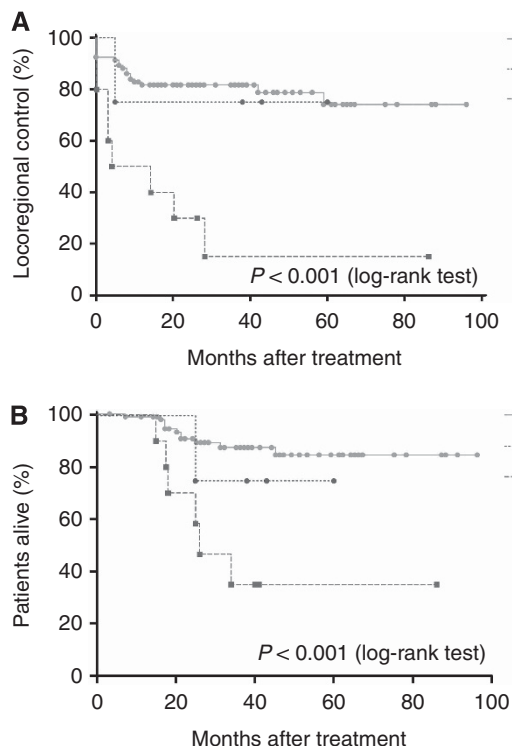 A
Locoregional control (%)
100
80
60
40
20
0
P < 0.001 (log-rank test)
0 20 40 60 80 100
Months after treatment
B
Patients alive (%)
100
80
60
40
20
0
P < 0.001 (log-rank test)
0 20 40 60 80 100
Months after treatment